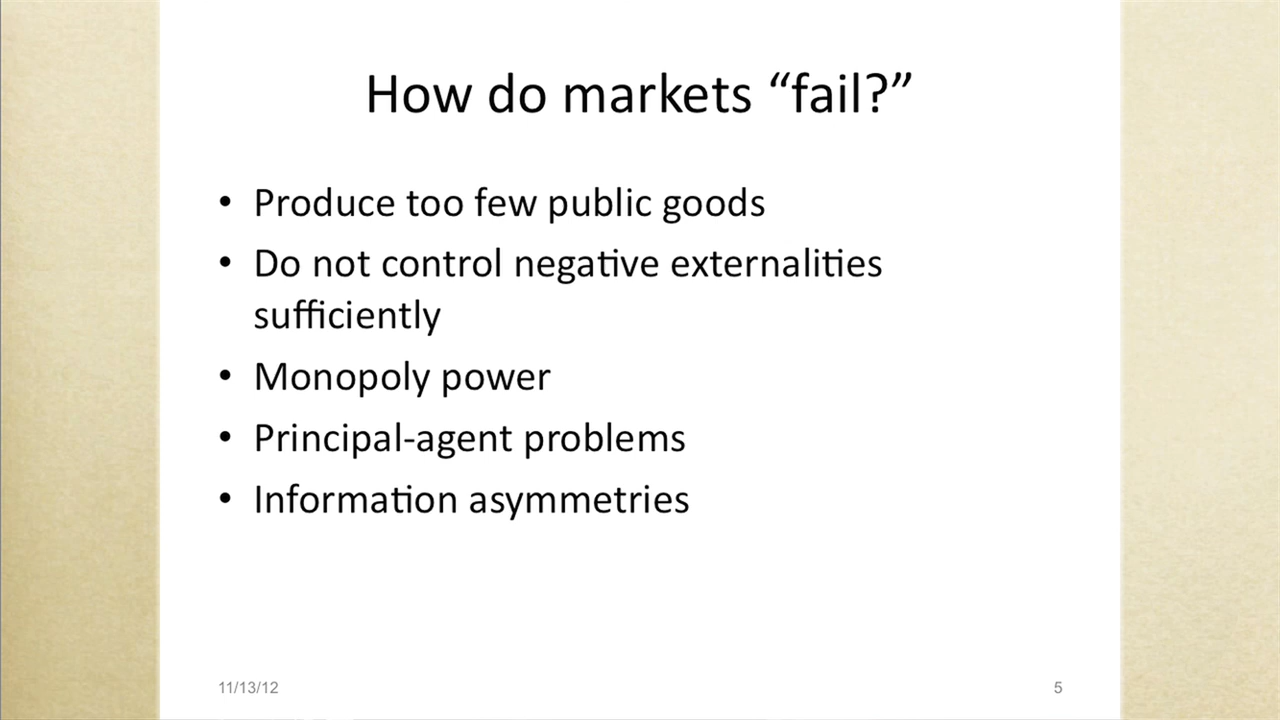 How do markets “fail?”
• Produce too few public goods
• Do not control negative externalities
sufficiently
• Monopoly power
• Principal-agent problems
• Information asymmetries
11/13/12 5